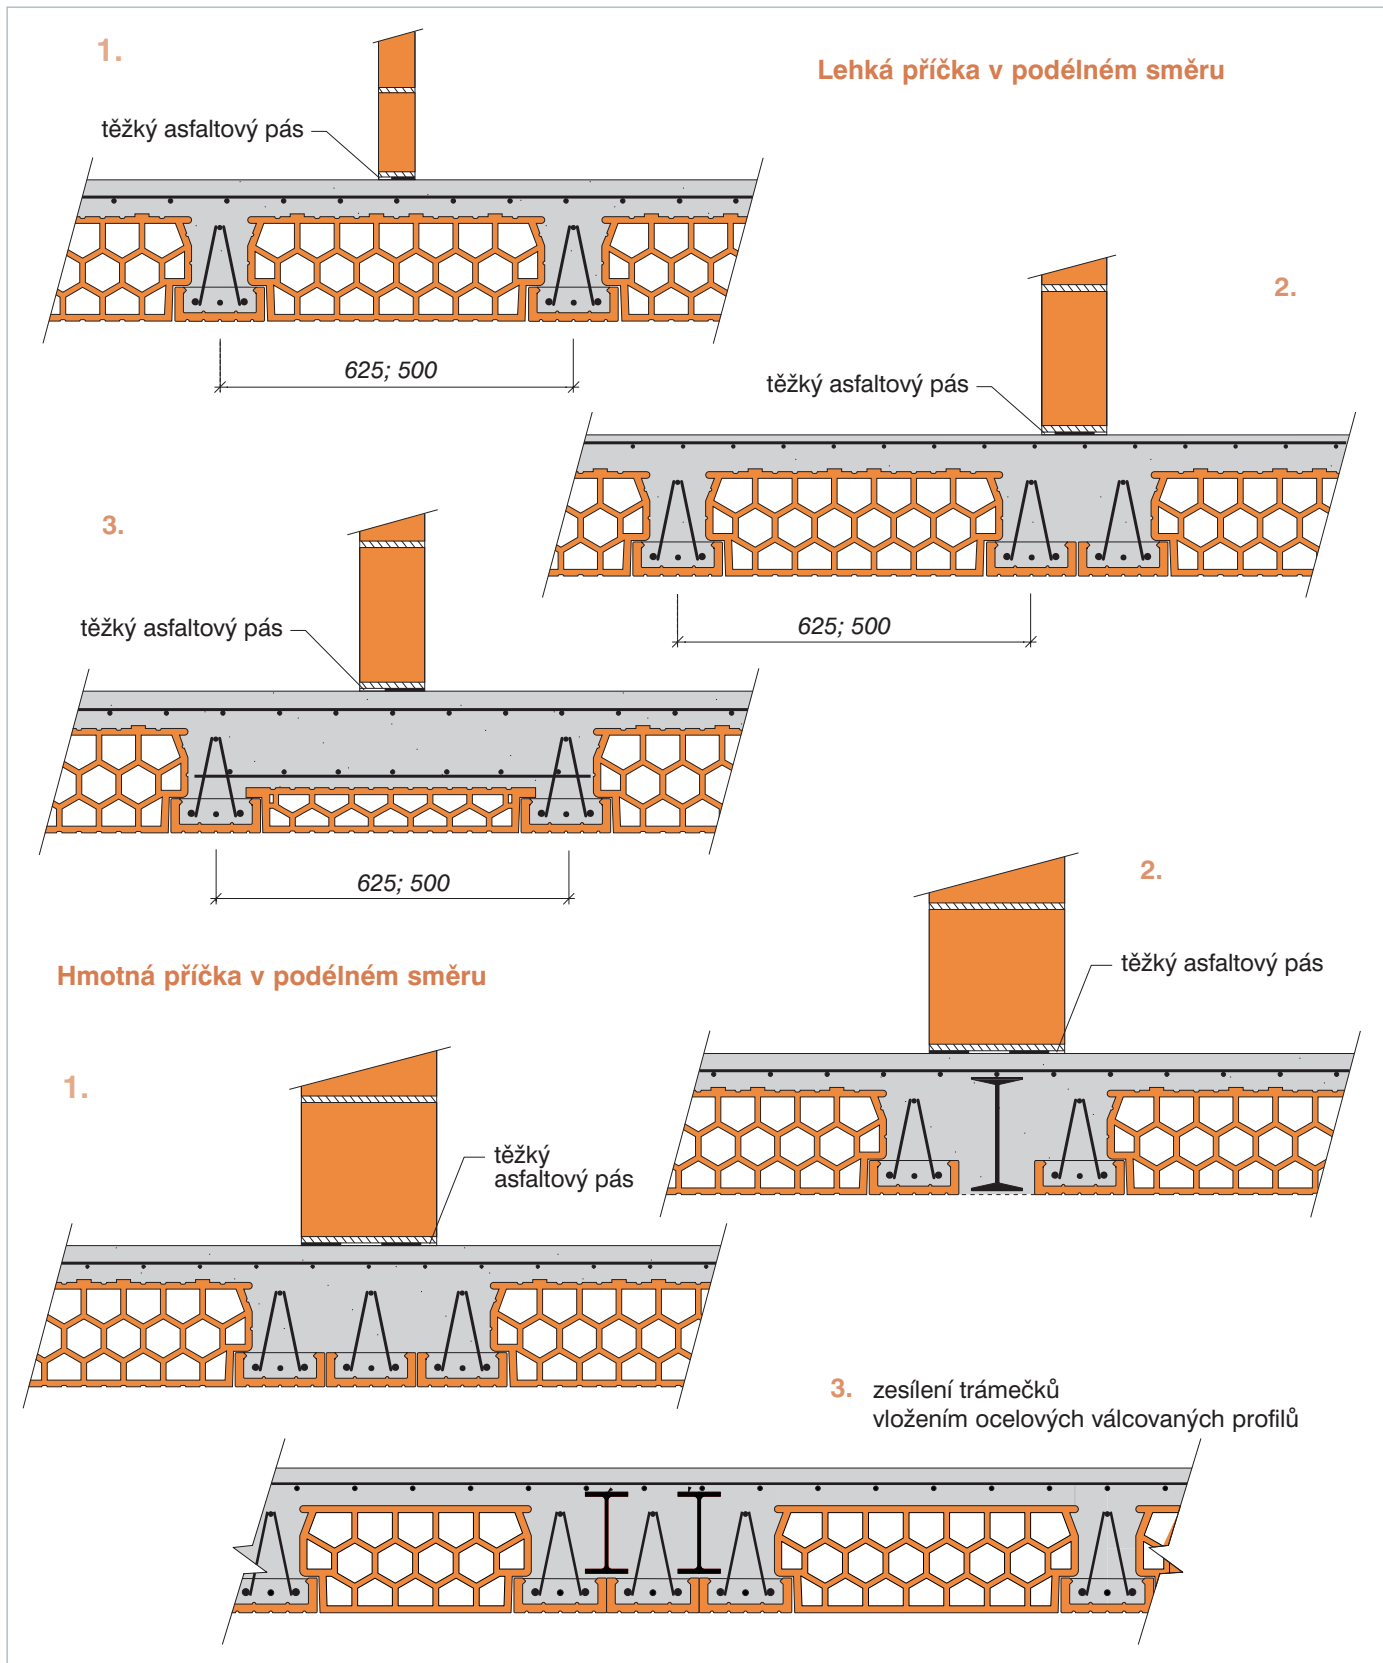 1.
Lehká příčka v podélném směru
těžký asfaltový pás
625; 500
2.
těžký asfaltový pás
625; 500
3.
těžký asfaltový pás
625; 500
Hmotná příčka v podélném směru
2.
těžký asfaltový pás
1.
těžký
asfaltový pás
3. zesílení trámečků
vložením ocelových válcovaných profilů